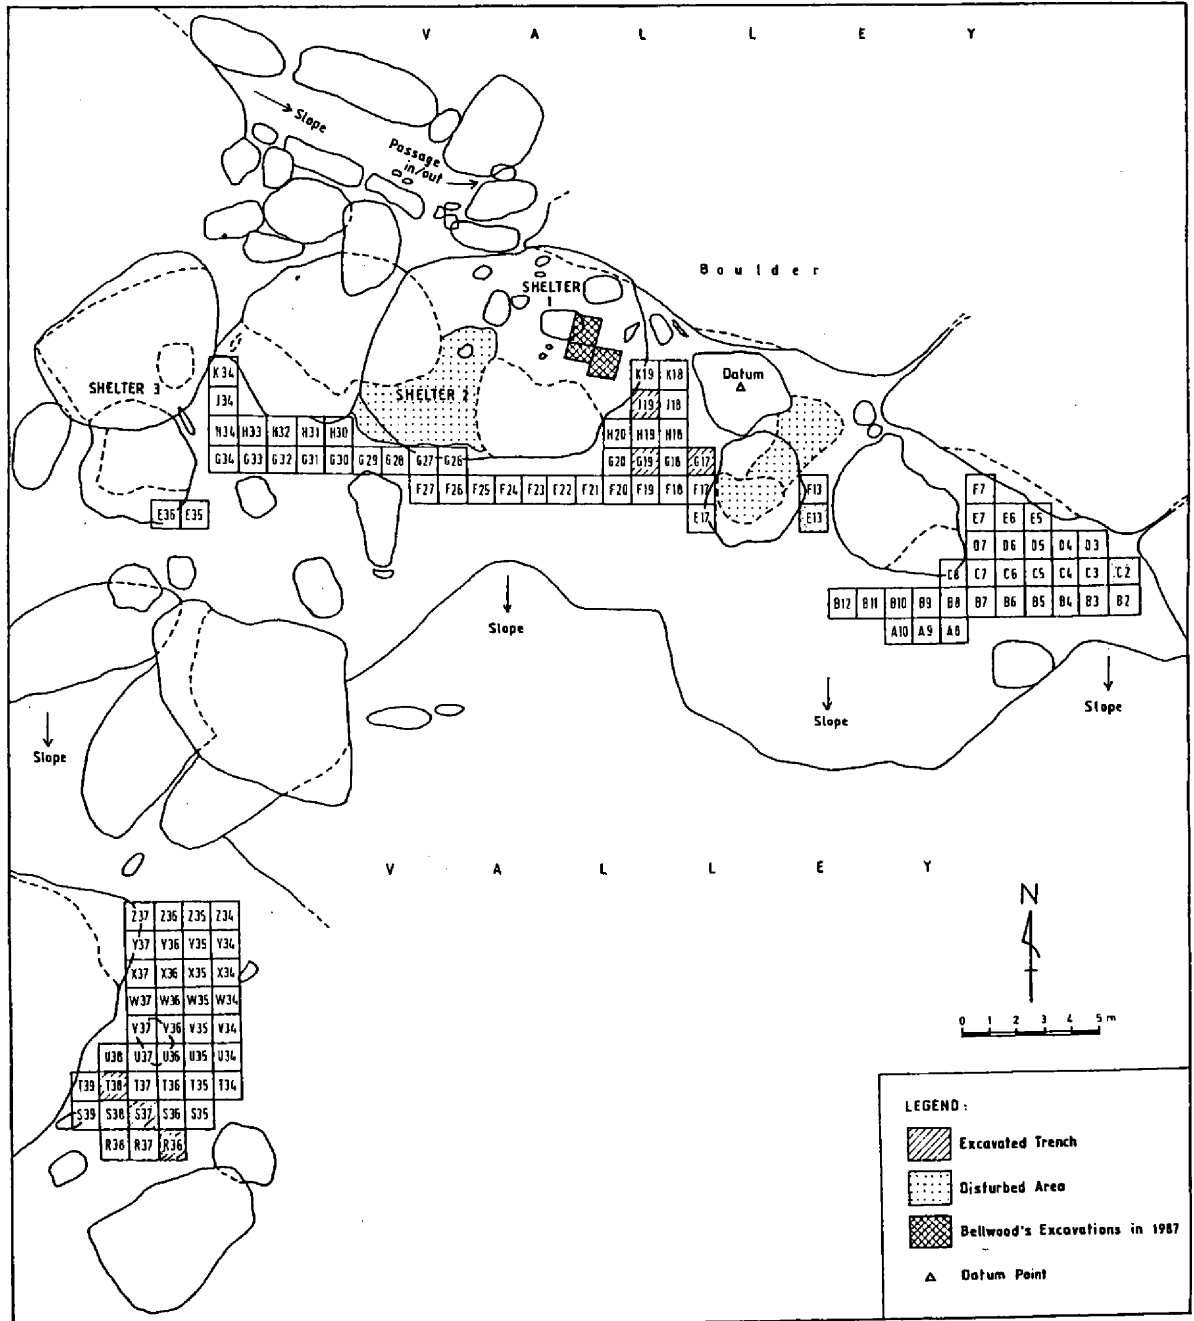 V A L L E Y
Slope
Passage
in/out
Boulder
SHELTER
1
SHELTER 2
SHELTER 3
Datum
K34
J34
H34 H33 H32 H31 H30
G34 G33 G32 G31 G30 G29 G28 G27 G26
K19 K18
J19 J18
H20 H19 H18
G20 G19 G18 G17
F27 F26 F25 F24 F23 F22 F21 F20 F19 F18 F17
E17
F13
E13
E36 E35
F7
E7 E6 E5
D7 D6 D5 D4 D3
C8 C7 C6 C5 C4 C3 C2
B12 B11 B10 B9 B8 B7 B6 B5 B4 B3 B2
A10 A9 A8
Slope
Slope
Slope
Slope
V A L L E Y
Z37 Z36 Z35 Z34
Y37 Y36 Y35 Y34
X37 X36 X35 X34
W37 W36 W35 W34
V37 V36 V35 V34
U38 U37 U36 U35 U34
T39 T38 T37 T36 T35 T34
S39 S38 S37 S36 S35
R38 R37 R36
N
0 1 2 3 4 5 m
LEGEND:
Excavated Trench
Disturbed Area
Bellwood's Excavations in 1987
Datum Point